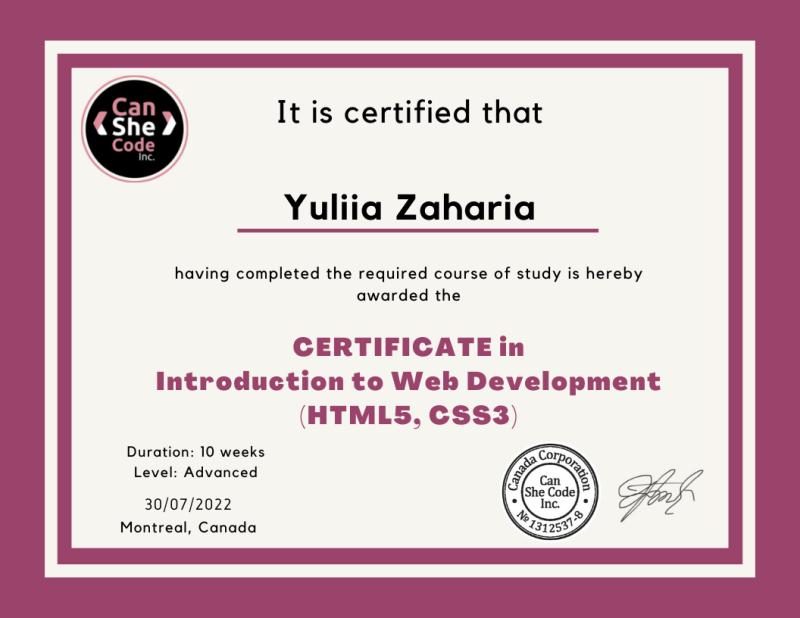 Can
She
Code
Inc.
It is certified that
Yuliia Zaharia
having completed the required course of study is hereby
awarded the
CERTIFICATE in
Introduction to Web Development
(HTML5, CSS3)
Duration: 10 weeks
Level: Advanced
30/07/2022
Montreal, Canada
Canada Corporation
Can
She Code
Inc.
№ 1312537-8